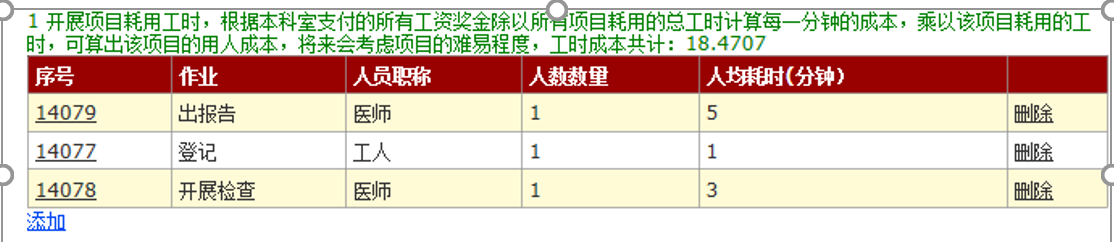 1 开展项目耗用工时，根据本科室支付的所有工资奖金除以所有项目耗用的总工时计算每一分钟的成本，乘以该项目耗用的工
时，可算出该项目的用人成本，将来会考虑项目的难易程度，工时成本共计：18.4707
序号 作业 人员职称 人数数量 人均耗时(分钟)
14079 出报告 医师 1 5 删除
14077 登记 工人 1 1 删除
14078 开展检查 医师 1 3 删除
添加